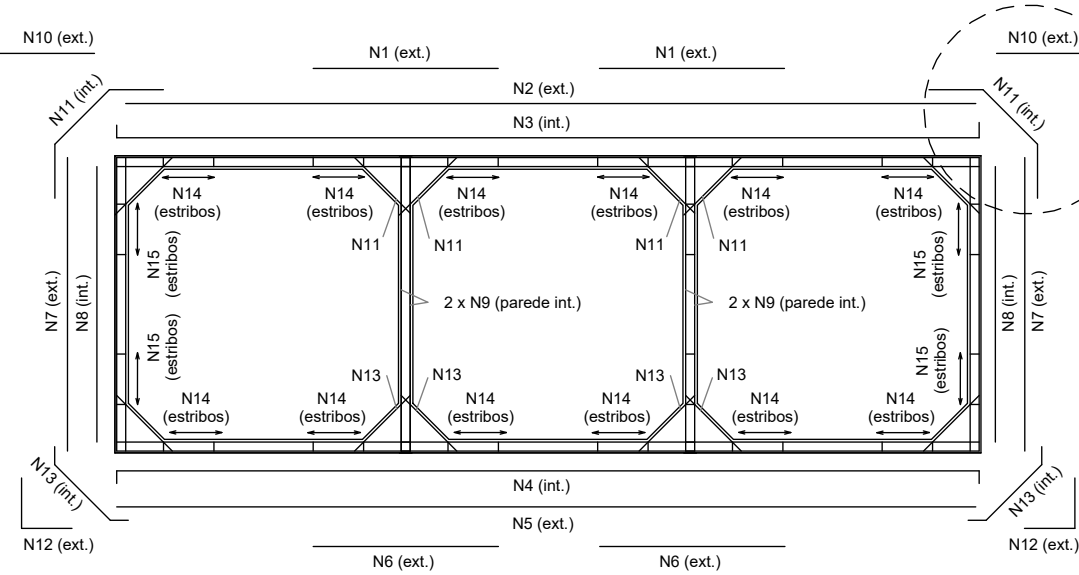 N10 (ext.)
N10 (ext.)
N1 (ext.)
N1 (ext.)
N2 (ext.)
N11 (int.)
N11 (int.)
N3 (int.)
N14
(estribos)
N14
(estribos)
N14
(estribos)
N14
(estribos)
N14
(estribos)
N14
(estribos)
N11
N11
N11
N11
N15
(estribos)
N15
(estribos)
N7 (ext.)
N8 (int.)
2 x N9 (parede int.)
2 x N9 (parede int.)
N8 (int.)
N7 (ext.)
N15
(estribos)
N15
(estribos)
N13
N13
N13
N13
N14
(estribos)
N14
(estribos)
N14
(estribos)
N14
(estribos)
N14
(estribos)
N14
(estribos)
N13 (int.)
N13 (int.)
N4 (int.)
N5 (ext.)
N12 (ext.)
N12 (ext.)
N6 (ext.)
N6 (ext.)